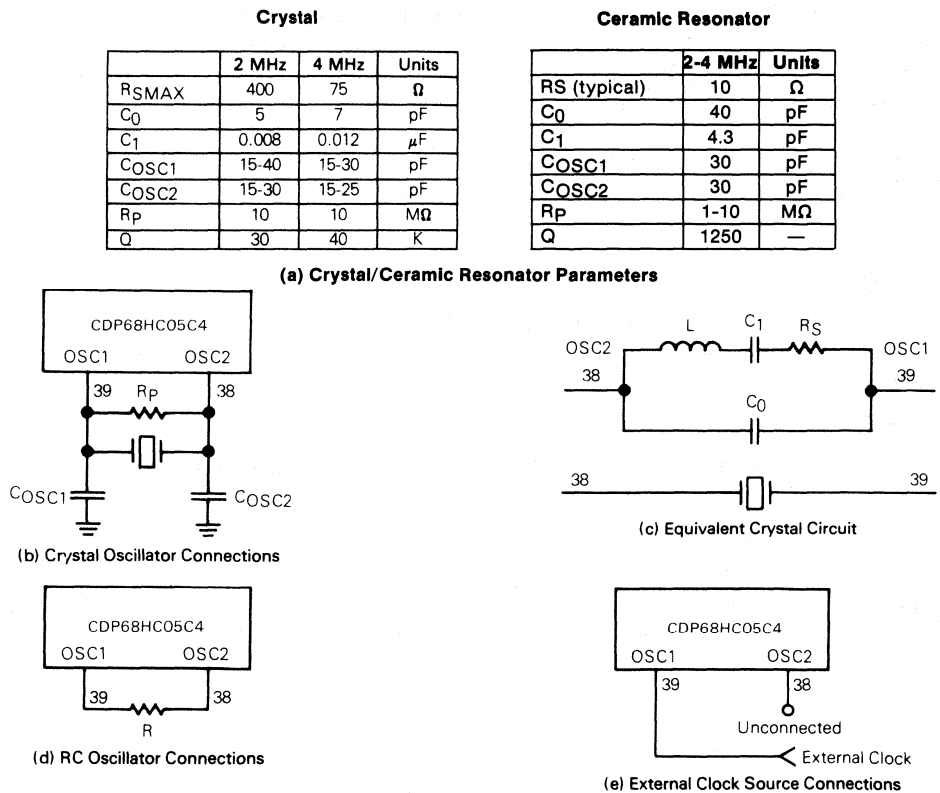 Crystal
2 MHz 4 MHz Units
RSMAX 400 75 Ω
C0 5 7 pF
C1 0.008 0.012 μF
COSC1 15-40 15-30 pF
COSC2 15-30 15-25 pF
RP 10 10 MΩ
Q 30 40 K
Ceramic Resonator
2-4 MHz Units
RS (typical) 10 Ω
C0 40 pF
C1 4.3 pF
COSC1 30 pF
COSC2 30 pF
RP 1-10 MΩ
Q 1250 —
(a) Crystal/Ceramic Resonator Parameters
CDP68HC05C4
OSC1 OSC2
39 RP 38
COSC1 COSC2
(b) Crystal Oscillator Connections
L C1 RS
OSC2 OSC1
38 39
C0
38 39
(c) Equivalent Crystal Circuit
CDP68HC05C4
OSC1 OSC2
39 38
R
(d) RC Oscillator Connections
CDP68HC05C4
OSC1 OSC2
39 38
Unconnected
External Clock
(e) External Clock Source Connections